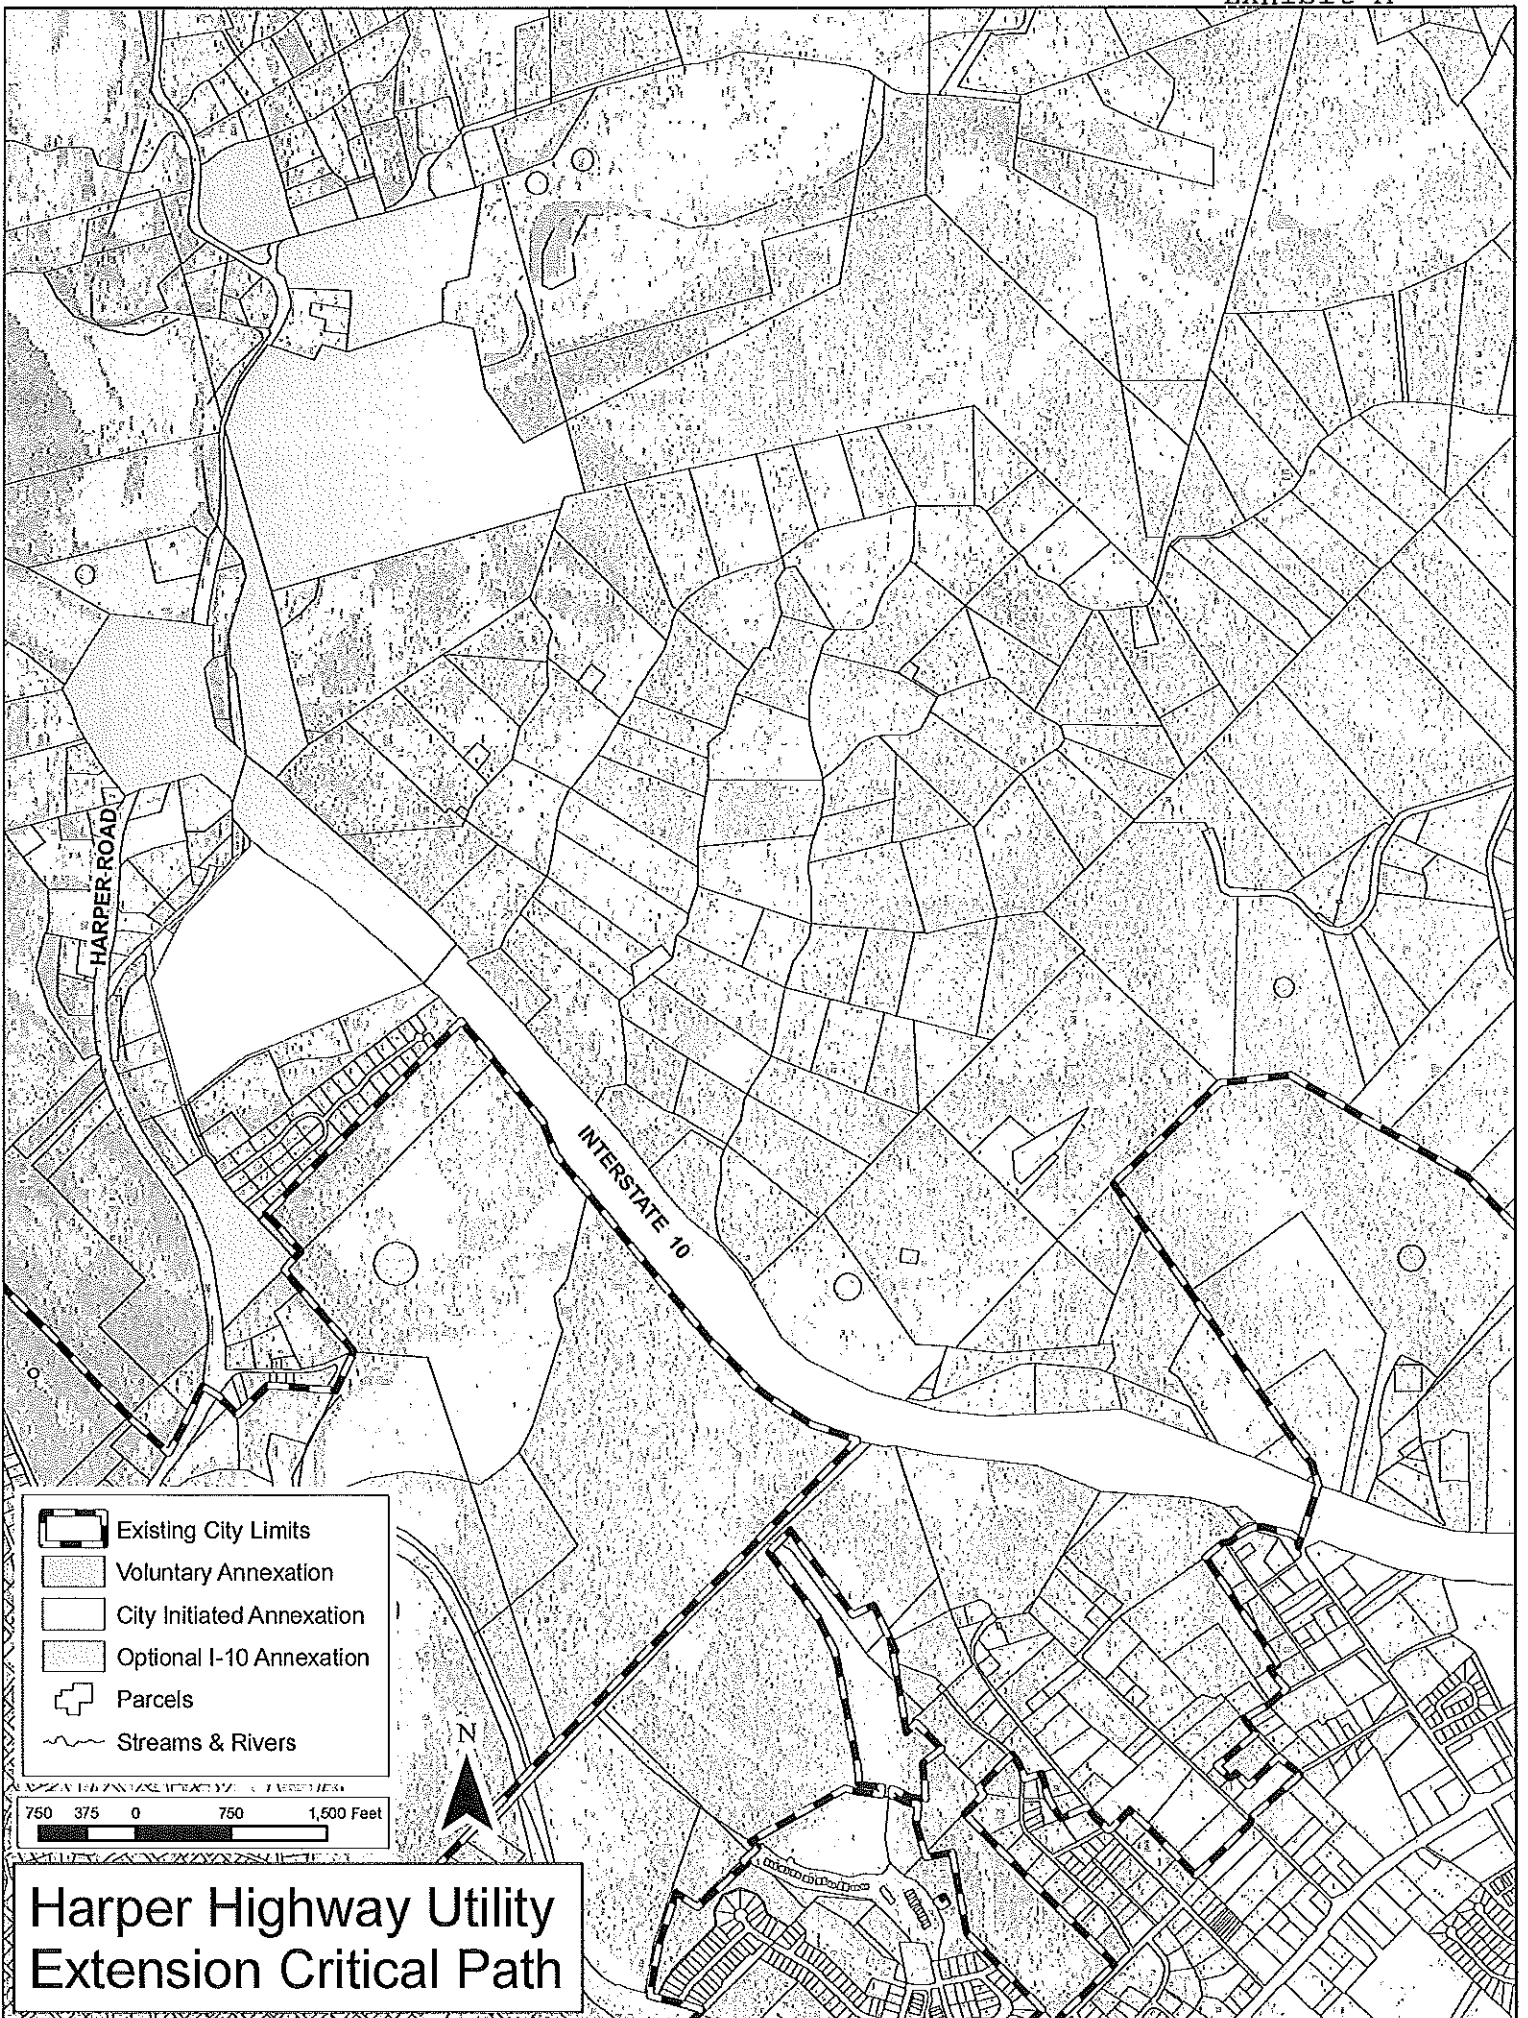 HARPER ROAD
INTERSTATE 10
Existing City Limits
Voluntary Annexation
City Initiated Annexation
Optional I-10 Annexation
Parcels
Streams & Rivers
N
750 375 0 750 1,500 Feet
Harper Highway Utility
Extension Critical Path